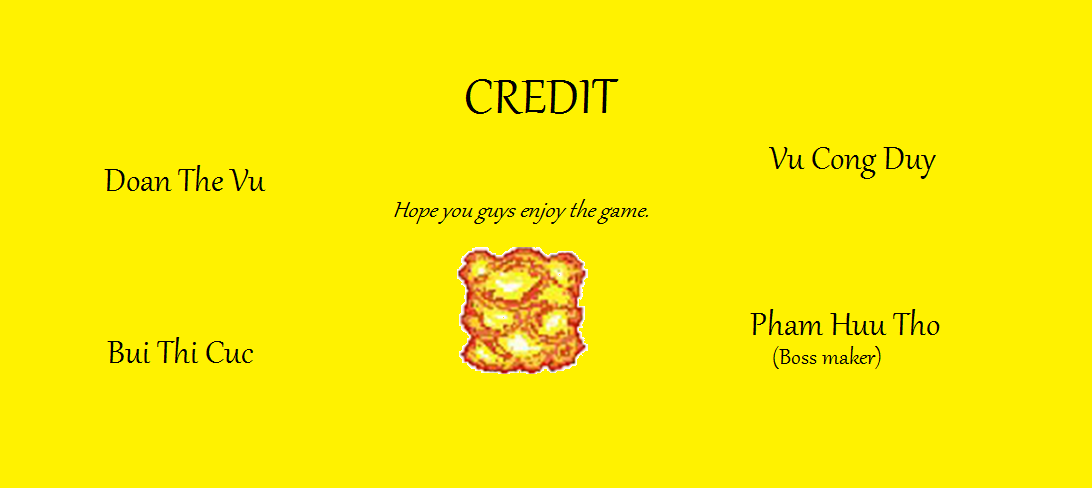 CREDIT
Doan The Vu
Vu Cong Duy
Hope you guys enjoy the game.
Bui Thi Cuc
Pham Huu Tho
(Boss maker)